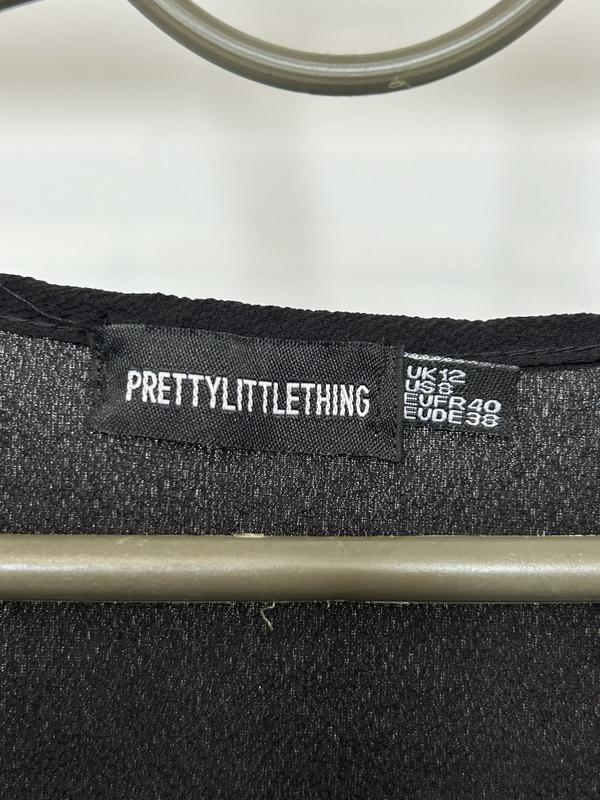 PRETTYLITTLETHING
UK12
US8
EUFR40
EUDE38